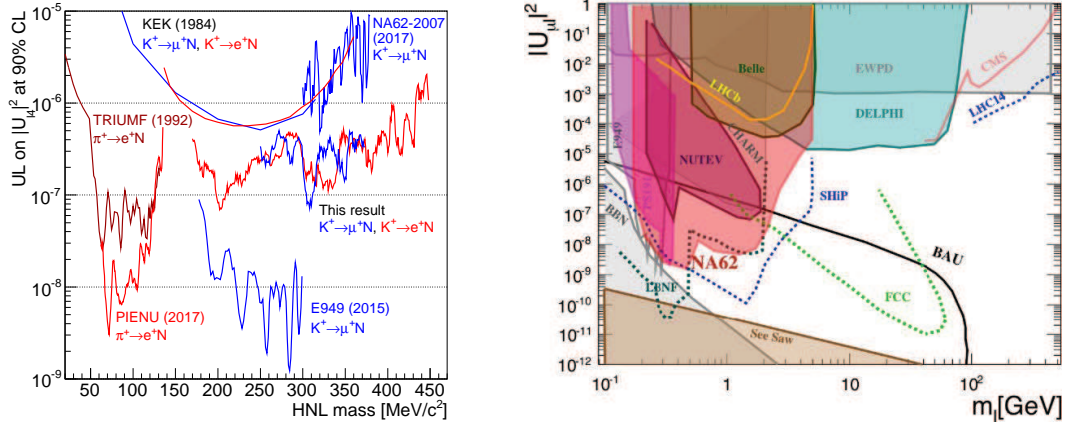 UL on |U_{l4}|² at 90% CL
10⁻⁵
10⁻⁶
10⁻⁷
10⁻⁸
10⁻⁹
KEK (1984)
K⁺→μ⁺N, K⁺→e⁺N
NA62-2007
(2017)
K⁺→μ⁺N
TRIUMF (1992)
π⁺→e⁺N
This result
K⁺→μ⁺N, K⁺→e⁺N
PIENU (2017)
π⁺→e⁺N
E949 (2015)
K⁺→μ⁺N
50 100 150 200 250 300 350 400 450
HNL mass [MeV/c²]
|U_{μI}|²
1
10⁻¹
10⁻²
10⁻³
10⁻⁴
10⁻⁵
10⁻⁶
10⁻⁷
10⁻⁸
10⁻⁹
10⁻¹⁰
10⁻¹¹
10⁻¹²
Belle
LHCb
EWPD
CMS
DELPHI
LHC14
E949
CHARM
NUTEV
BBN
SHiP
NA62
BAU
LBNF
FCC
See Saw
10⁻¹ 1 10 10² 
m_I[GeV]